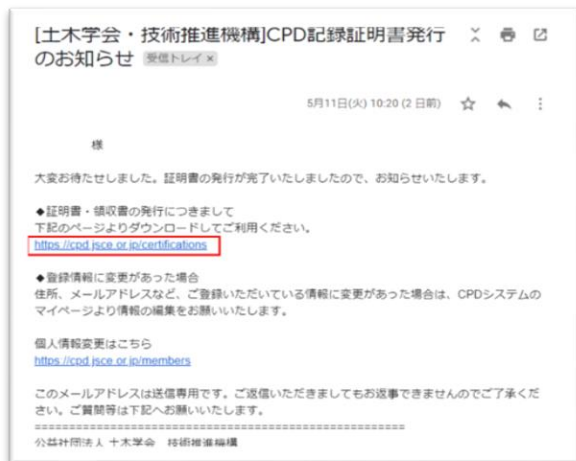 [土木学会・技術推進機構]CPD記録証明書発行
のお知らせ 受信トレイ ×
5月11日(火) 10:20 (2 日前)
様
大変お待たせしました。証明書の発行が完了いたしましたので、お知らせいたします。
◆証明書・領収書の発行につきまして
下記のページよりダウンロードしてご利用ください。
https://cpd.jsce.or.jp/certifications
◆登録情報に変更があった場合
住所、メールアドレスなど、ご登録いただいている情報に変更があった場合は、CPDシステムの
マイページより情報の編集をお願いいたします。
個人情報変更はこちら
https://cpd.jsce.or.jp/members
このメールアドレスは送信専用です。ご返信いただきましてもお返事できませんのでご了承くだ
さい。ご質問等は下記へお願いいたします。
======================================================
公益社団法人 土木学会 技術推進機構